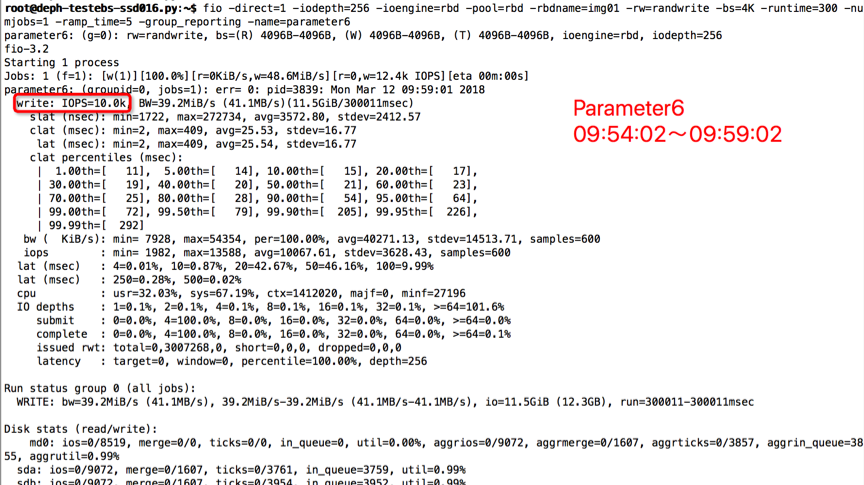 root@deph-testebs-ssd016.py:~$ fio -direct=1 -iodepth=256 -ioengine=rbd -pool=rbd -rbdname=img01 -rw=randwrite -bs=4K -runtime=300 -nu
mjobs=1 -ramp_time=5 -group_reporting -name=parameter6
parameter6: (g=0): rw=randwrite, bs=(R) 4096B-4096B, (W) 4096B-4096B, (T) 4096B-4096B, ioengine=rbd, iodepth=256
fio-3.2
Starting 1 process
Jobs: 1 (f=1): [w(1)][100.0%][r=0KiB/s,w=48.6MiB/s][r=0,w=12.4k IOPS][eta 00m:00s]
parameter6: (groupid=0, jobs=1): err= 0: pid=3839: Mon Mar 12 09:59:01 2018
write: IOPS=10.0k, BW=39.2MiB/s (41.1MB/s)(11.5GiB/300011msec)
slat (nsec): min=1722, max=272734, avg=3572.80, stdev=2412.57
clat (msec): min=2, max=409, avg=25.53, stdev=16.77
lat (msec): min=2, max=409, avg=25.54, stdev=16.77
clat percentiles (msec):
| 1.00th=[ 11], 5.00th=[ 14], 10.00th=[ 15], 20.00th=[ 17],
| 30.00th=[ 19], 40.00th=[ 20], 50.00th=[ 21], 60.00th=[ 23],
| 70.00th=[ 25], 80.00th=[ 28], 90.00th=[ 54], 95.00th=[ 64],
| 99.00th=[ 72], 99.50th=[ 79], 99.90th=[ 205], 99.95th=[ 226],
| 99.99th=[ 292]
bw ( KiB/s): min= 7928, max=54354, per=100.00%, avg=40271.13, stdev=14513.71, samples=600
iops : min= 1982, max=13588, avg=10067.61, stdev=3628.43, samples=600
lat (msec) : 4=0.01%, 10=0.87%, 20=42.67%, 50=46.16%, 100=9.99%
lat (msec) : 250=0.28%, 500=0.02%
cpu : usr=32.03%, sys=67.19%, ctx=1412020, majf=0, minf=27196
IO depths : 1=0.1%, 2=0.1%, 4=0.1%, 8=0.1%, 16=0.1%, 32=0.1%, >=64=101.6%
submit : 0=0.0%, 4=100.0%, 8=0.0%, 16=0.0%, 32=0.0%, 64=0.0%, >=64=0.0%
complete : 0=0.0%, 4=100.0%, 8=0.0%, 16=0.0%, 32=0.0%, 64=0.0%, >=64=0.1%
issued rwt: total=0,3007268,0, short=0,0,0, dropped=0,0,0
latency : target=0, window=0, percentile=100.00%, depth=256
Run status group 0 (all jobs):
WRITE: bw=39.2MiB/s (41.1MB/s), 39.2MiB/s-39.2MiB/s (41.1MB/s-41.1MB/s), io=11.5GiB (12.3GB), run=300011-300011msec
Disk stats (read/write):
md0: ios=0/8519, merge=0/0, ticks=0/0, in_queue=0, util=0.00%, aggrios=0/9072, aggrmerge=0/1607, aggrticks=0/3857, aggrin_queue=38
55, aggrutil=0.99%
sda: ios=0/9072, merge=0/1607, ticks=0/3761, in_queue=3759, util=0.99%
sdb: ios=0/9072, merge=0/1607, ticks=0/3954, in_queue=3952, util=0.99%
Parameter6
09:54:02～09:59:02